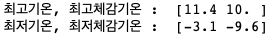 최고기온, 최고체감기온 :  [11.4 10. ]
최저기온, 최저체감기온 :  [-3.1 -9.6]